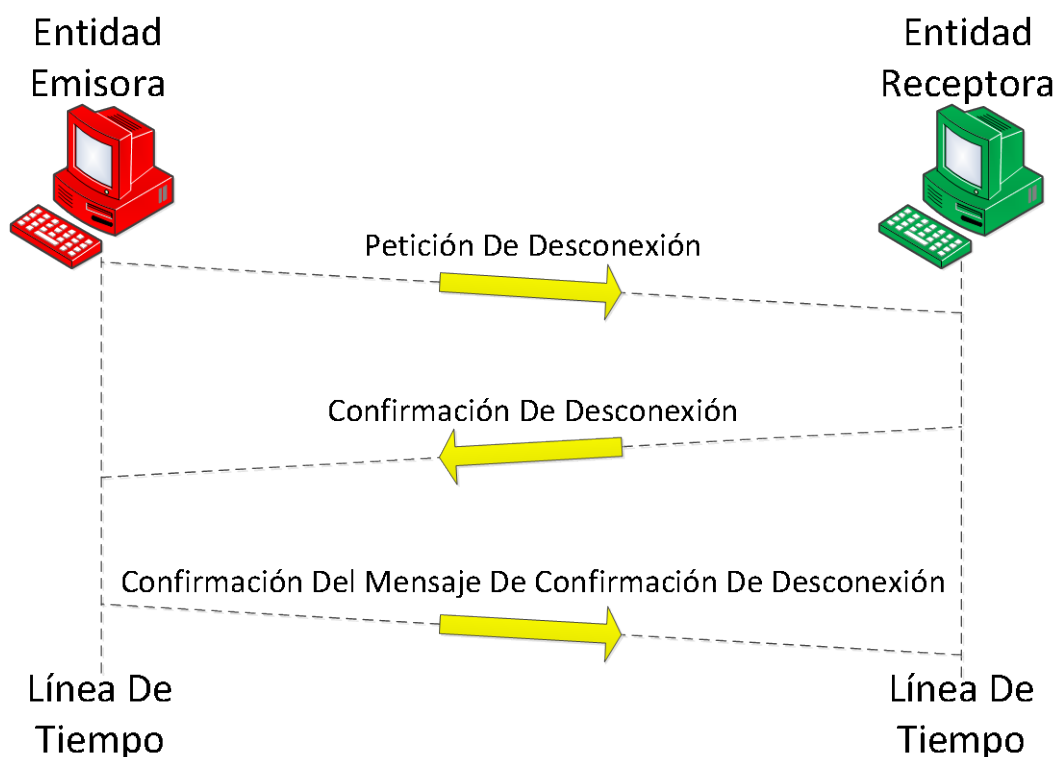 Entidad
Emisora
Entidad
Receptora
Petición De Desconexión
Confirmación De Desconexión
Confirmación Del Mensaje De Confirmación De Desconexión
Línea De
Tiempo
Línea De
Tiempo